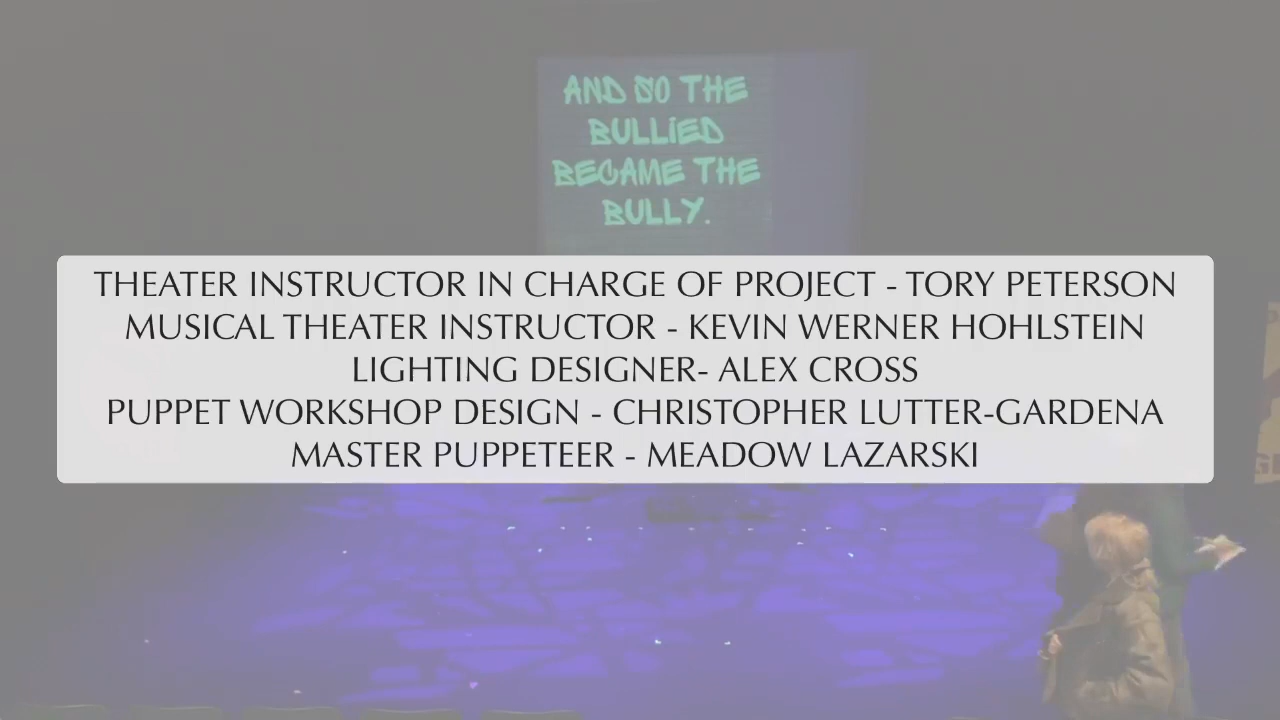 AND SO THE
BULLIED
BECAME THE
BULLY.
THEATER INSTRUCTOR IN CHARGE OF PROJECT - TORY PETERSON
MUSICAL THEATER INSTRUCTOR - KEVIN WERNER HOHLSTEIN
LIGHTING DESIGNER- ALEX CROSS
PUPPET WORKSHOP DESIGN - CHRISTOPHER LUTTER-GARDENA
MASTER PUPPETEER - MEADOW LAZARSKI